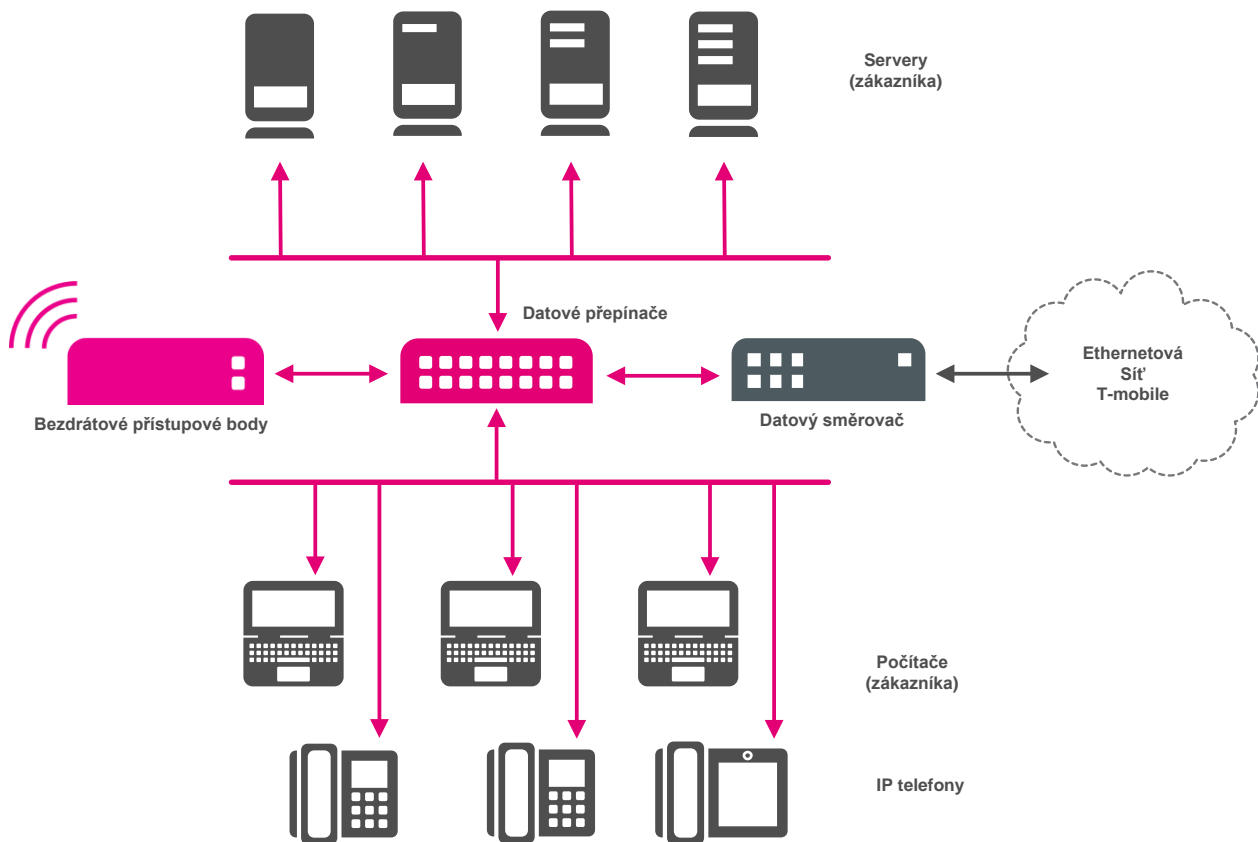 Servery
(zákazníka)
Datové přepínače
Ethernetová
Síť
T-mobile
Bezdrátové přístupové body
Datový směrovač
Počítače
(zákazníka)
IP telefony